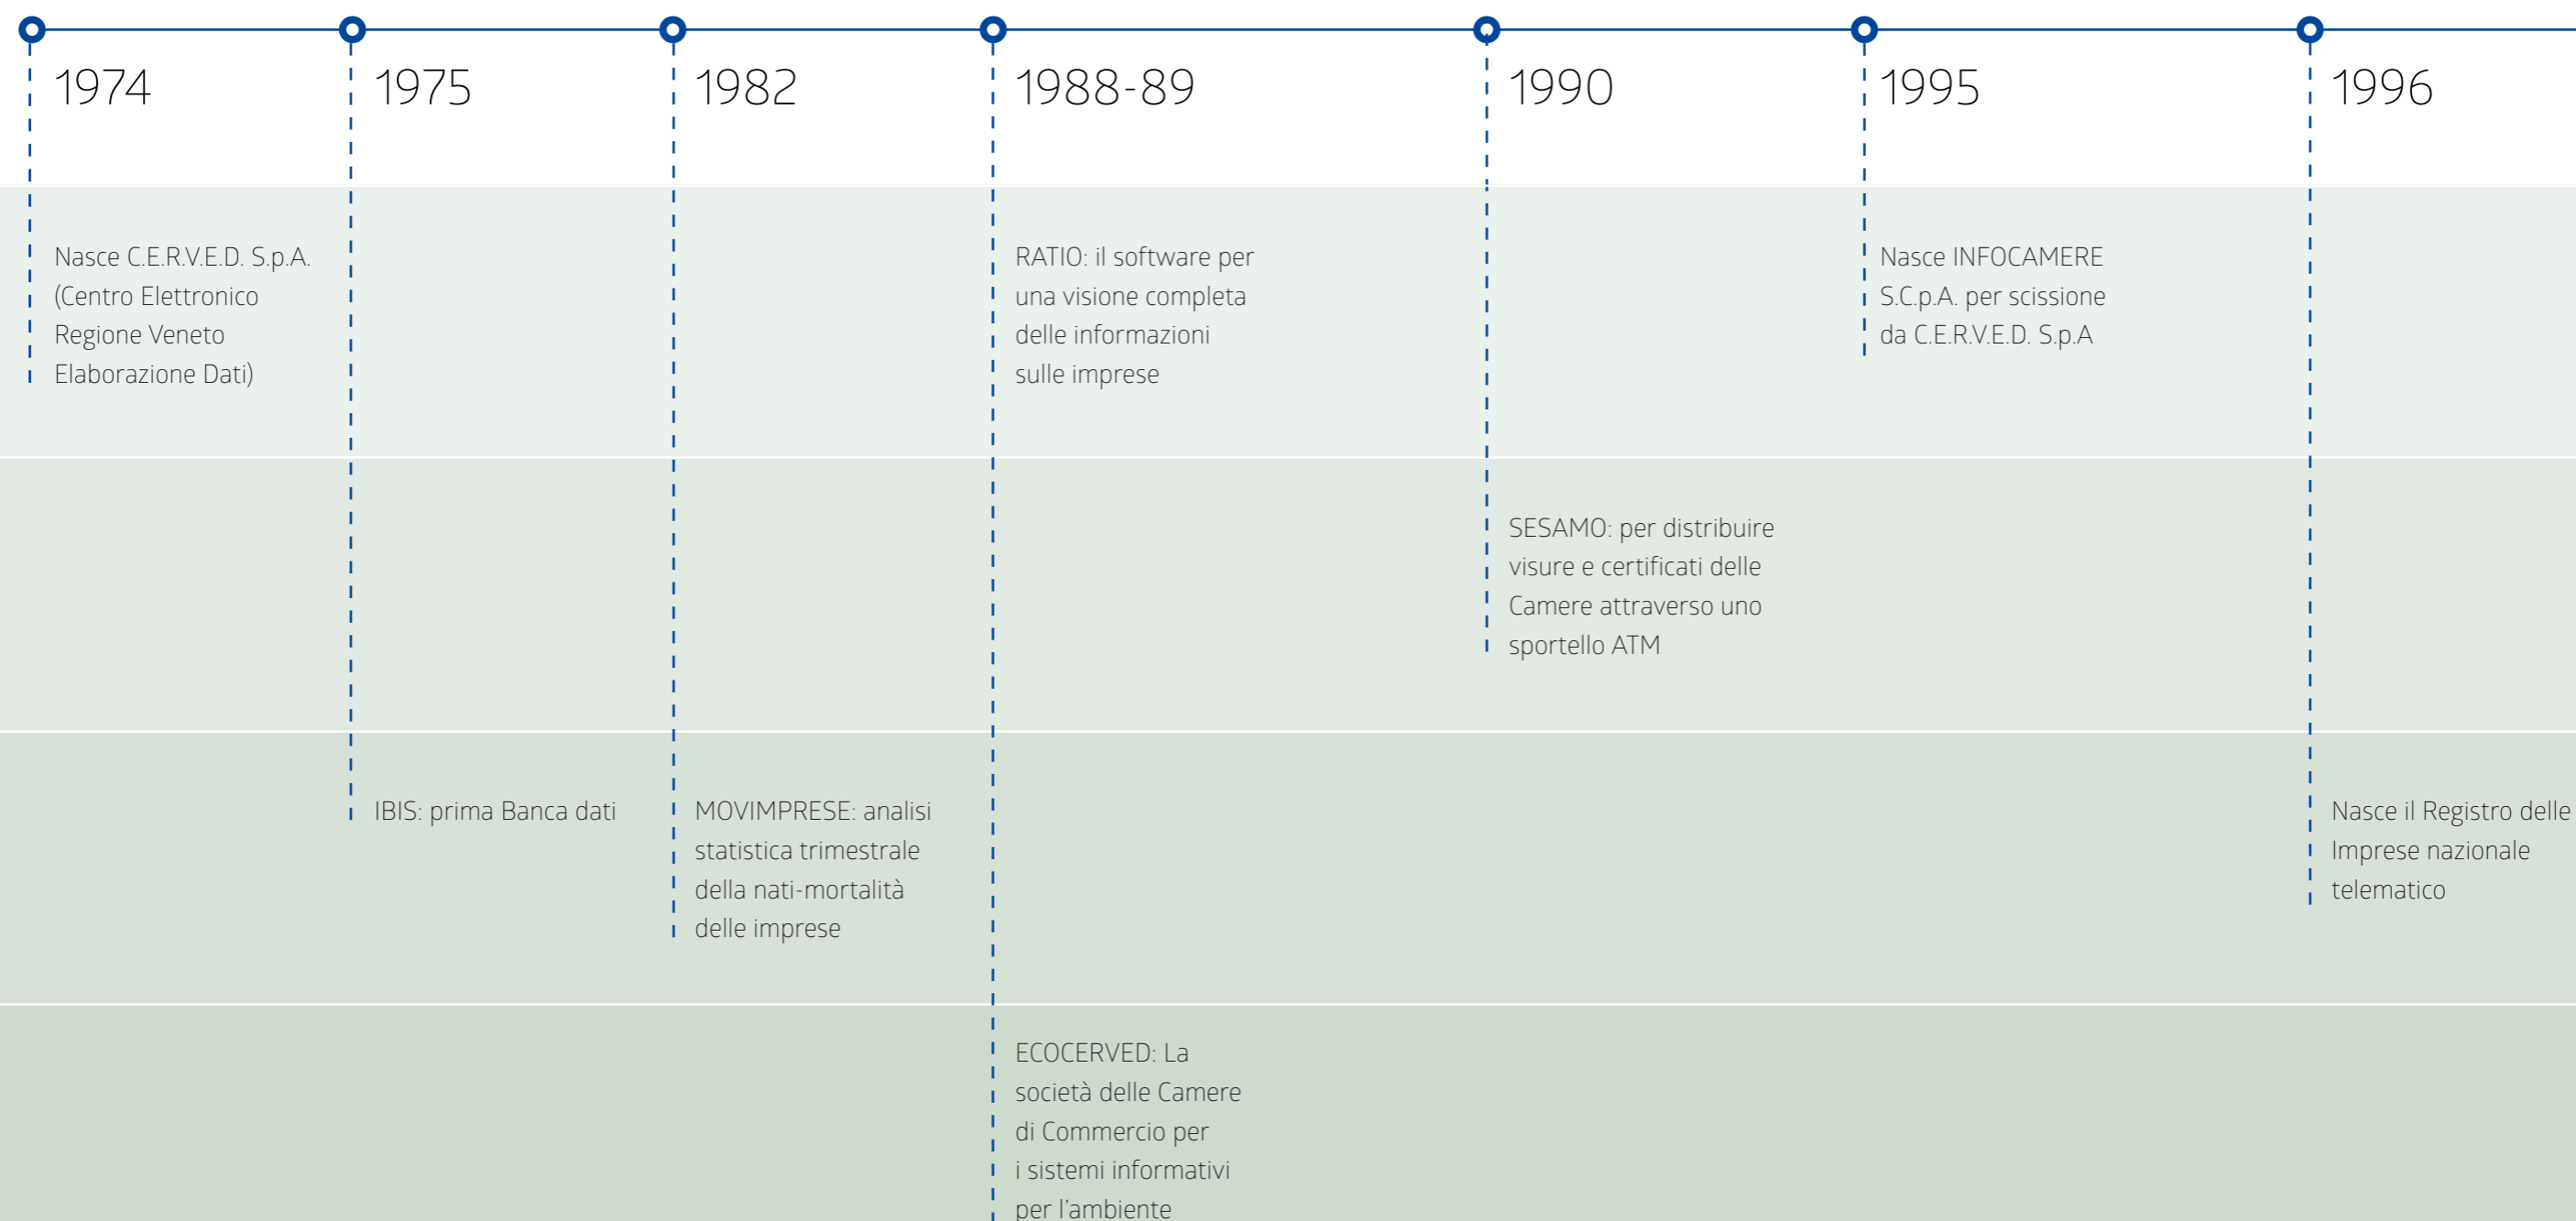 1974
1975
1982
1988-89
1990
1995
1996
Nasce C.E.R.V.E.D. S.p.A.
(Centro Elettronico
Regione Veneto
Elaborazione Dati)
RATIO: il software per
una visione completa
delle informazioni
sulle imprese
Nasce INFOCAMERE
S.C.p.A. per scissione
da C.E.R.V.E.D. S.p.A
SESAMO: per distribuire
visure e certificati delle
Camere attraverso uno
sportello ATM
IBIS: prima Banca dati
MOVIMPRESE: analisi
statistica trimestrale
della nati-mortalità
delle imprese
Nasce il Registro delle
Imprese nazionale
telematico
ECOCERVED: La
società delle Camere
di Commercio per
i sistemi informativi
per l'ambiente